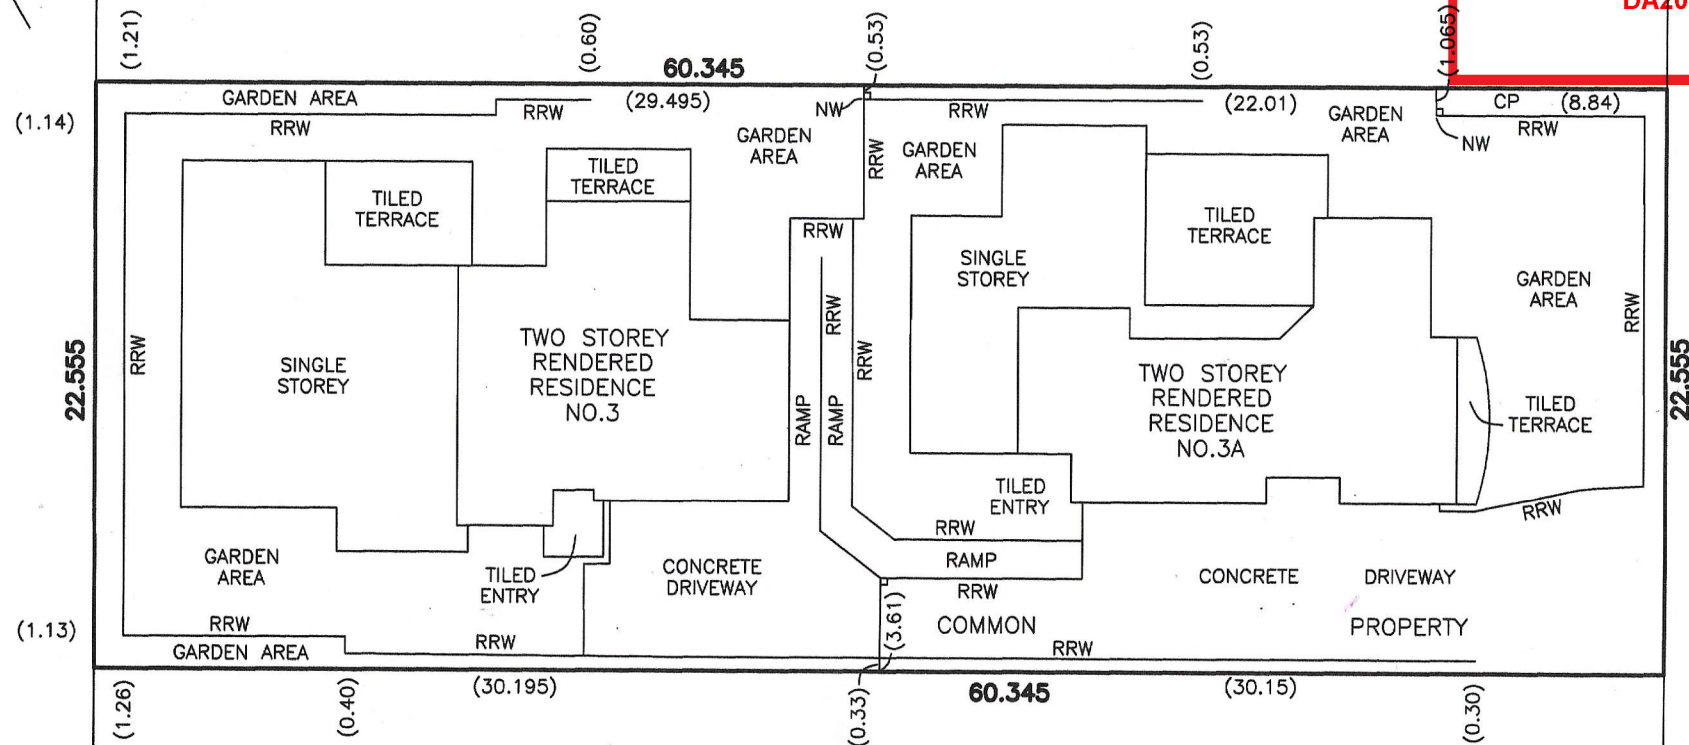 DA20
(1.21)
(0.60)
(0.53)
(0.53)
(1.065)
60.345
GARDEN AREA
RRW
RRW
(29.495)
NW
RRW
(22.01)
GARDEN
AREA
CP
(8.84)
RRW
NW
(1.14)
GARDEN
AREA
RRW
GARDEN
AREA
TILED
TERRACE
TILED
TERRACE
TILED
TERRACE
RRW
SINGLE
STOREY
GARDEN
AREA
RRW
RRW
RRW
RRW
22.555
SINGLE
STOREY
TWO STOREY
RENDERED
RESIDENCE
NO.3
RAMP
RAMP
TWO STOREY
RENDERED
RESIDENCE
NO.3A
TILED
TERRACE
22.555
TILED
ENTRY
RRW
RRW
GARDEN
AREA
TILED
ENTRY
CONCRETE
DRIVEWAY
RAMP
RRW
CONCRETE DRIVEWAY
(1.13)
RRW
RRW
(3.61)
COMMON PROPERTY
RRW
GARDEN AREA
(1.26)
(0.40)
(30.195)
(0.33)
60.345
(30.15)
(0.30)